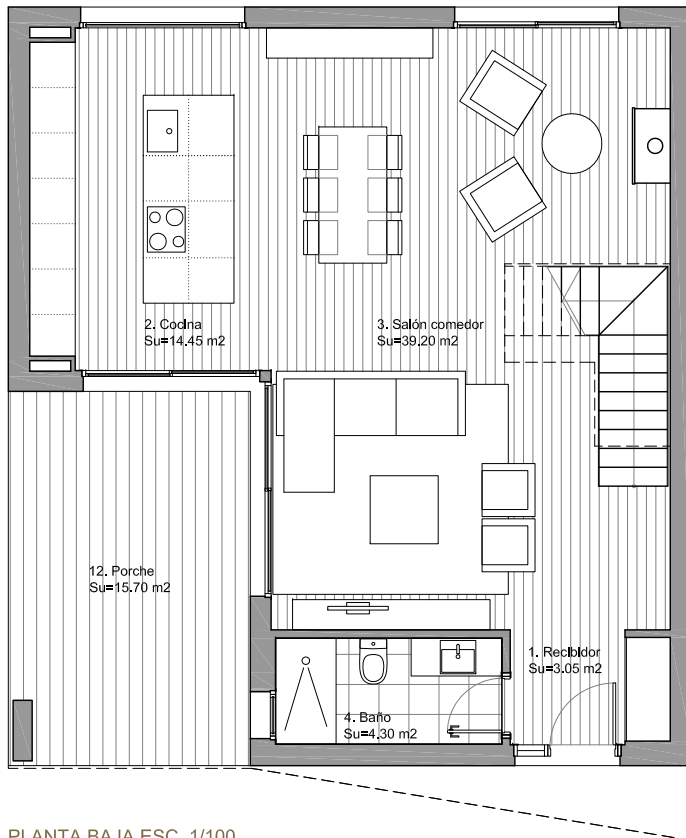 2. Cocina
Su=14.45 m2
3. Salón comedor
Su=39.20 m2
12. Porche
Su=15.70 m2
1. Recibidor
Su=3.05 m2
4. Baño
Su=4.30 m2
PLANTA BAJA ESC. 1/100